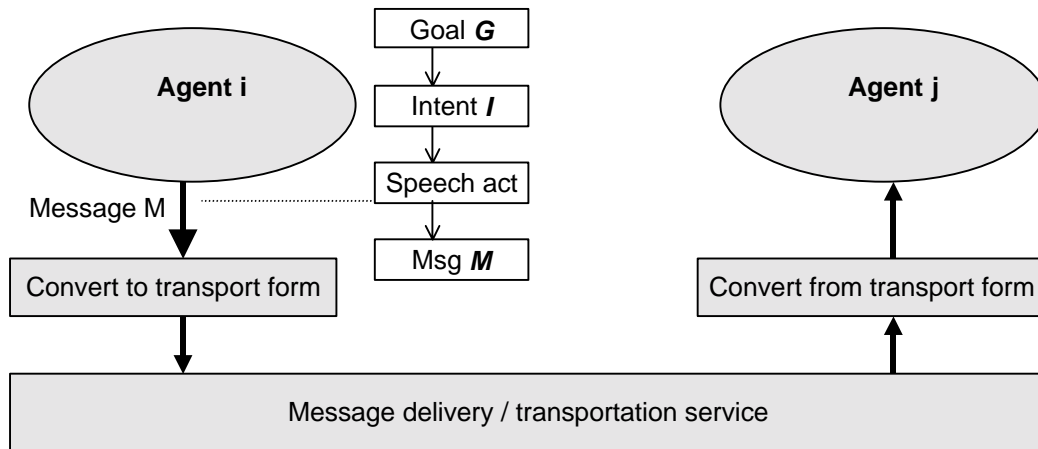 Goal G
Agent i
Agent j
Intent I
Speech act
Message M
Msg M
Convert to transport form
Convert from transport form
Message delivery / transportation service